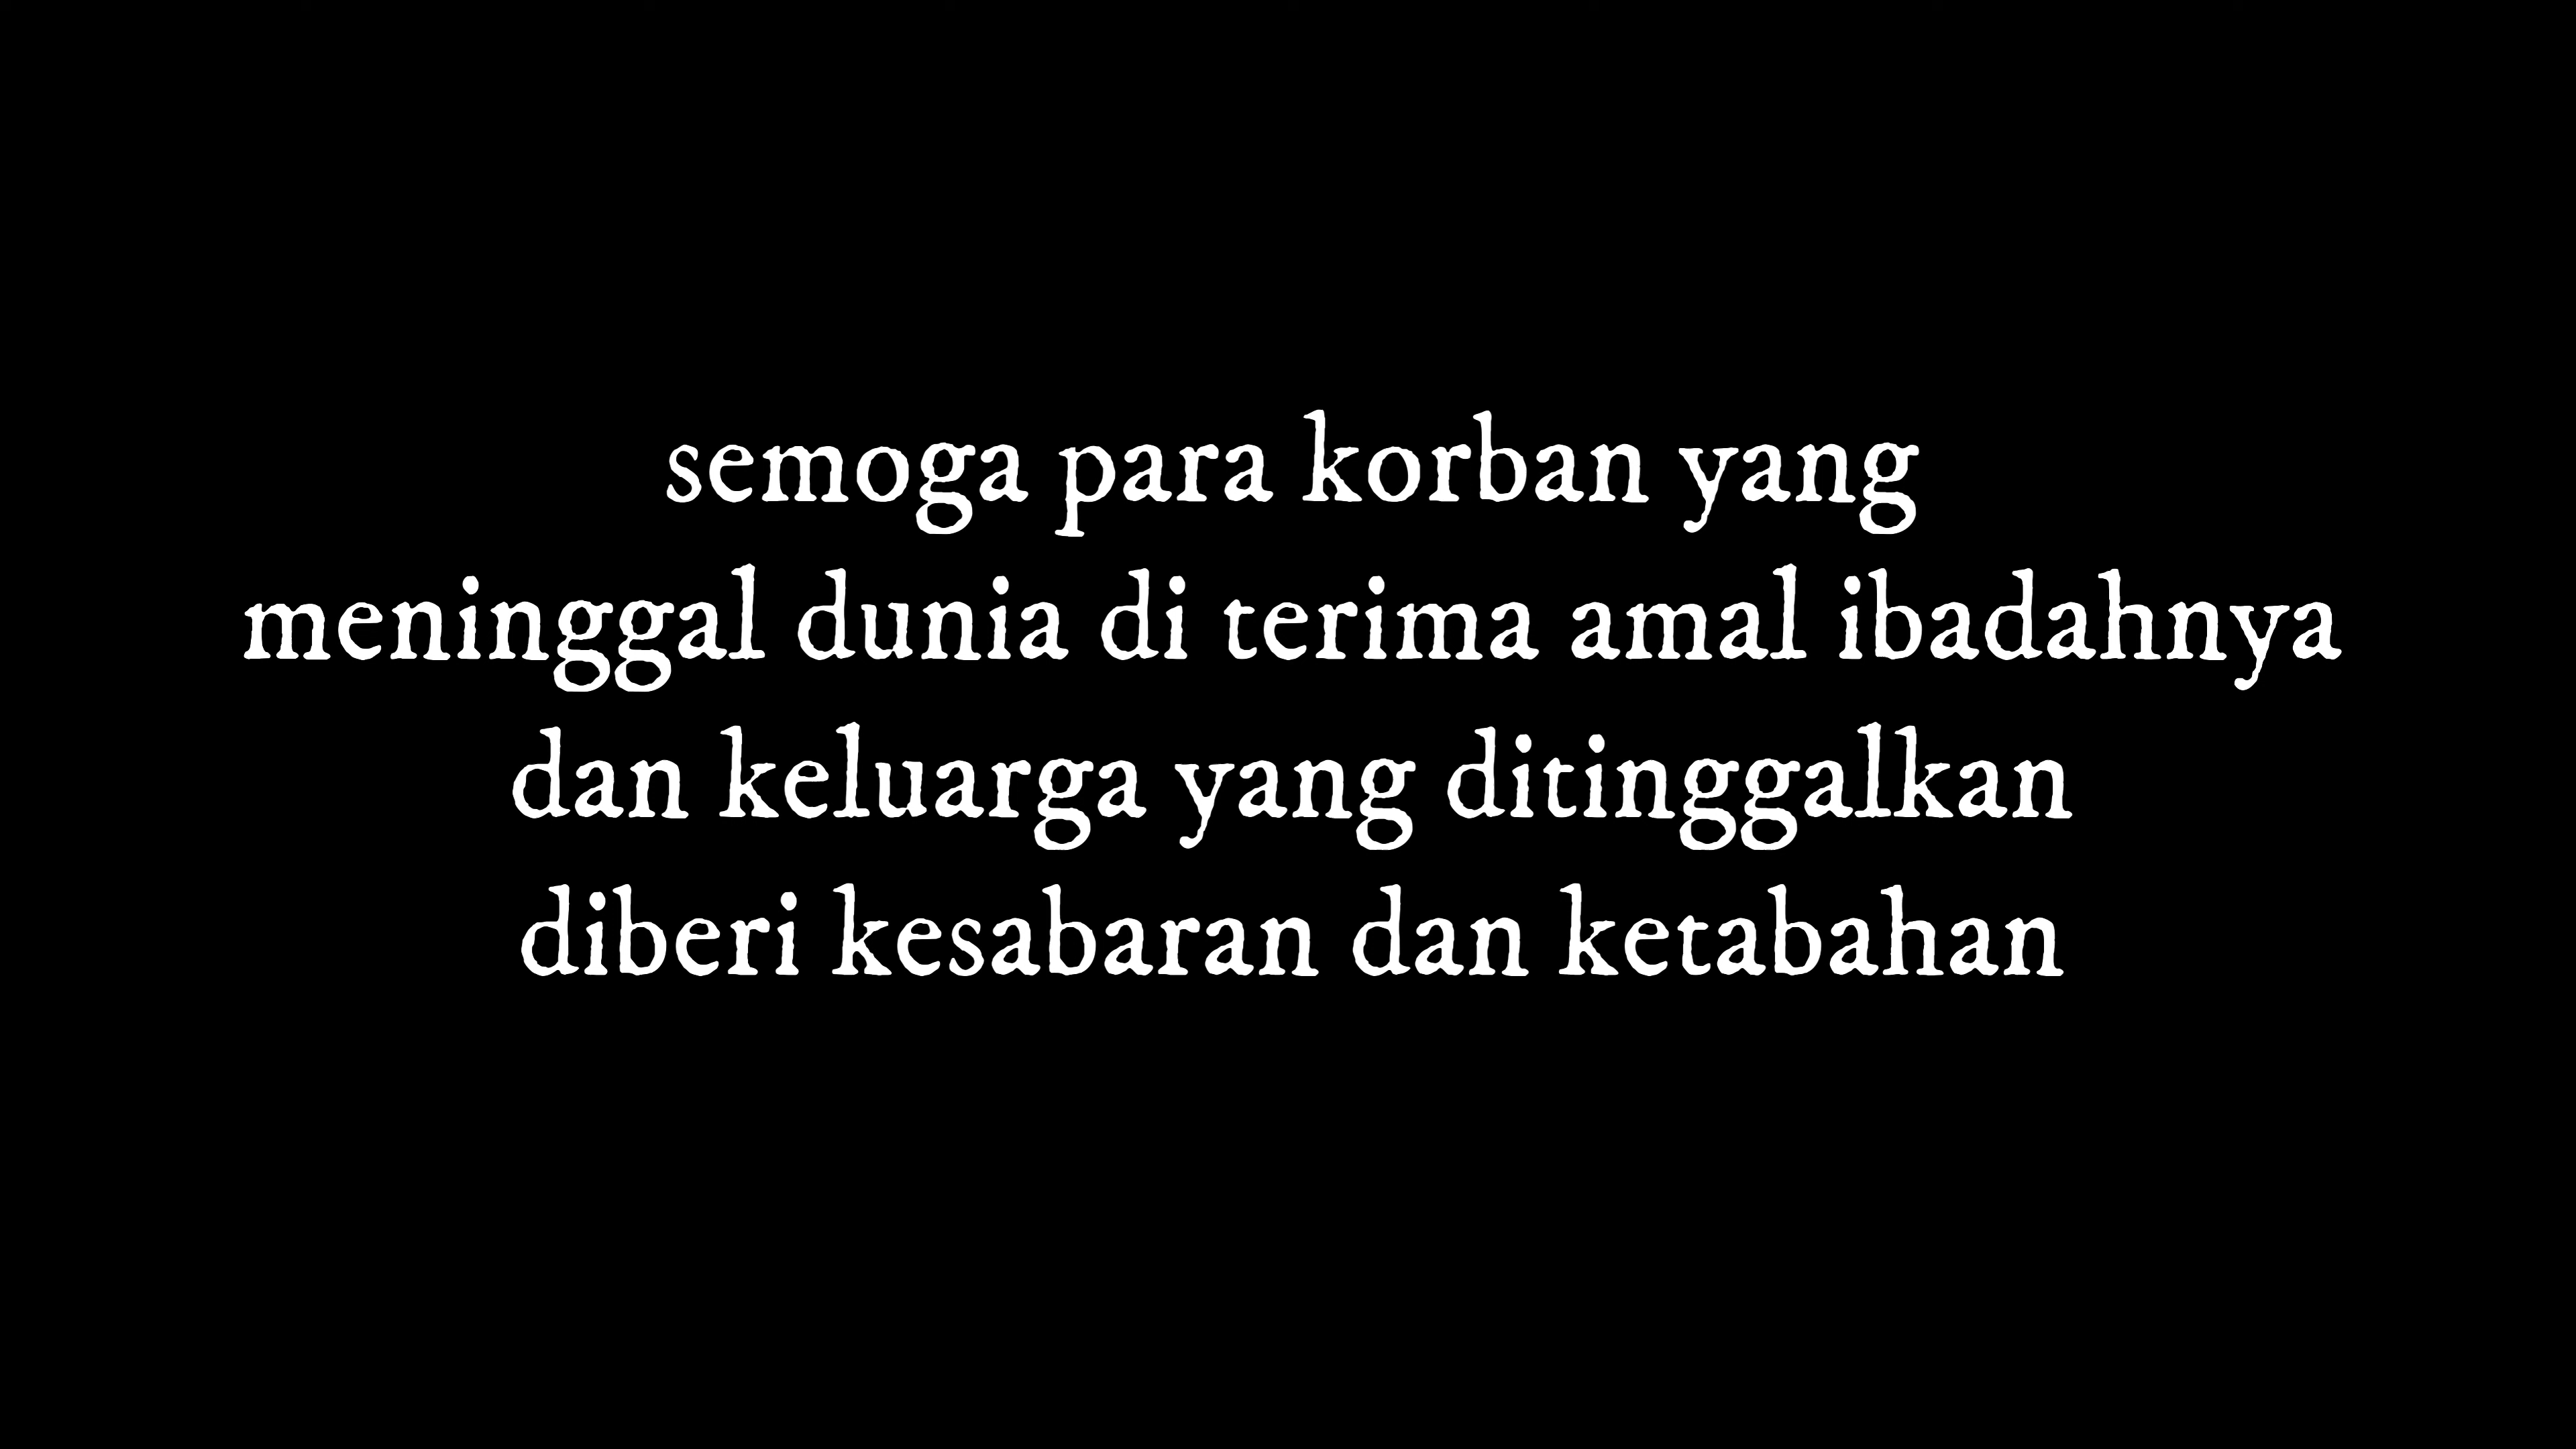 semoga para korban yang
meninggal dunia di terima amal ibadahnya
dan keluarga yang ditinggalkan
diberi kesabaran dan ketabahan